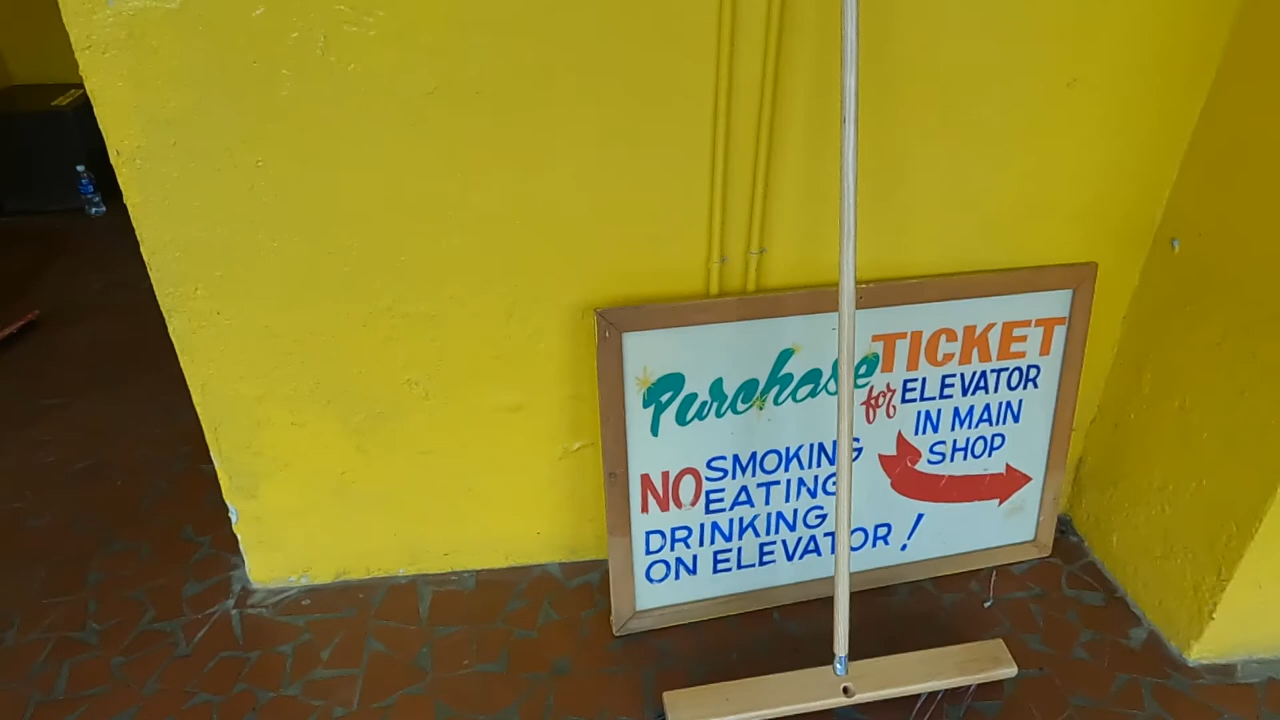 Purchase TICKET
for ELEVATOR
IN MAIN
SHOP
NO SMOKING
EATING
DRINKING
ON ELEVATOR!